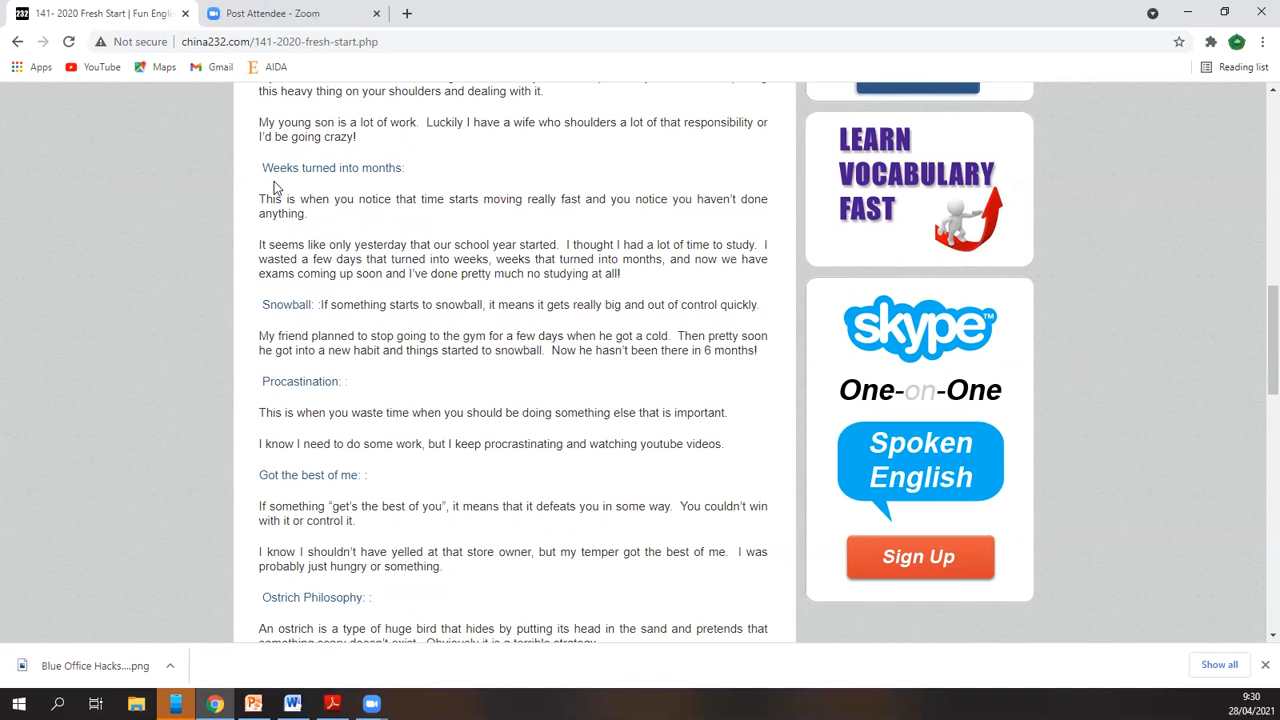 141- 2020 Fresh Start | Fun Engli
Post Attendee - Zoom
Not secure china232.com/141-2020-fresh-start.php
Apps YouTube Maps Gmail AIDA Reading list
this heavy thing on your shoulders and dealing with it.
My young son is a lot of work. Luckily I have a wife who shoulders a lot of that responsibility or
I'd be going crazy!
Weeks turned into months:
This is when you notice that time starts moving really fast and you notice you haven't done
anything.
It seems like only yesterday that our school year started. I thought I had a lot of time to study. I
wasted a few days that turned into weeks, weeks that turned into months, and now we have
exams coming up soon and I've done pretty much no studying at all!
Snowball: :If something starts to snowball, it means it gets really big and out of control quickly.
My friend planned to stop going to the gym for a few days when he got a cold. Then pretty soon
he got into a new habit and things started to snowball. Now he hasn't been there in 6 months!
Procastination: :
This is when you waste time when you should be doing something else that is important.
I know I need to do some work, but I keep procrastinating and watching youtube videos.
Got the best of me: :
If something “get's the best of you”, it means that it defeats you in some way. You couldn't win
with it or control it.
I know I shouldn't have yelled at that store owner, but my temper got the best of me. I was
probably just hungry or something.
Ostrich Philosophy: :
An ostrich is a type of huge bird that hides by putting its head in the sand and pretends that
LEARN
VOCABULARY
FAST
skype™
One-on-One
Spoken
English
Sign Up
Blue Office Hacks....png
Show all
9:30
28/04/2021